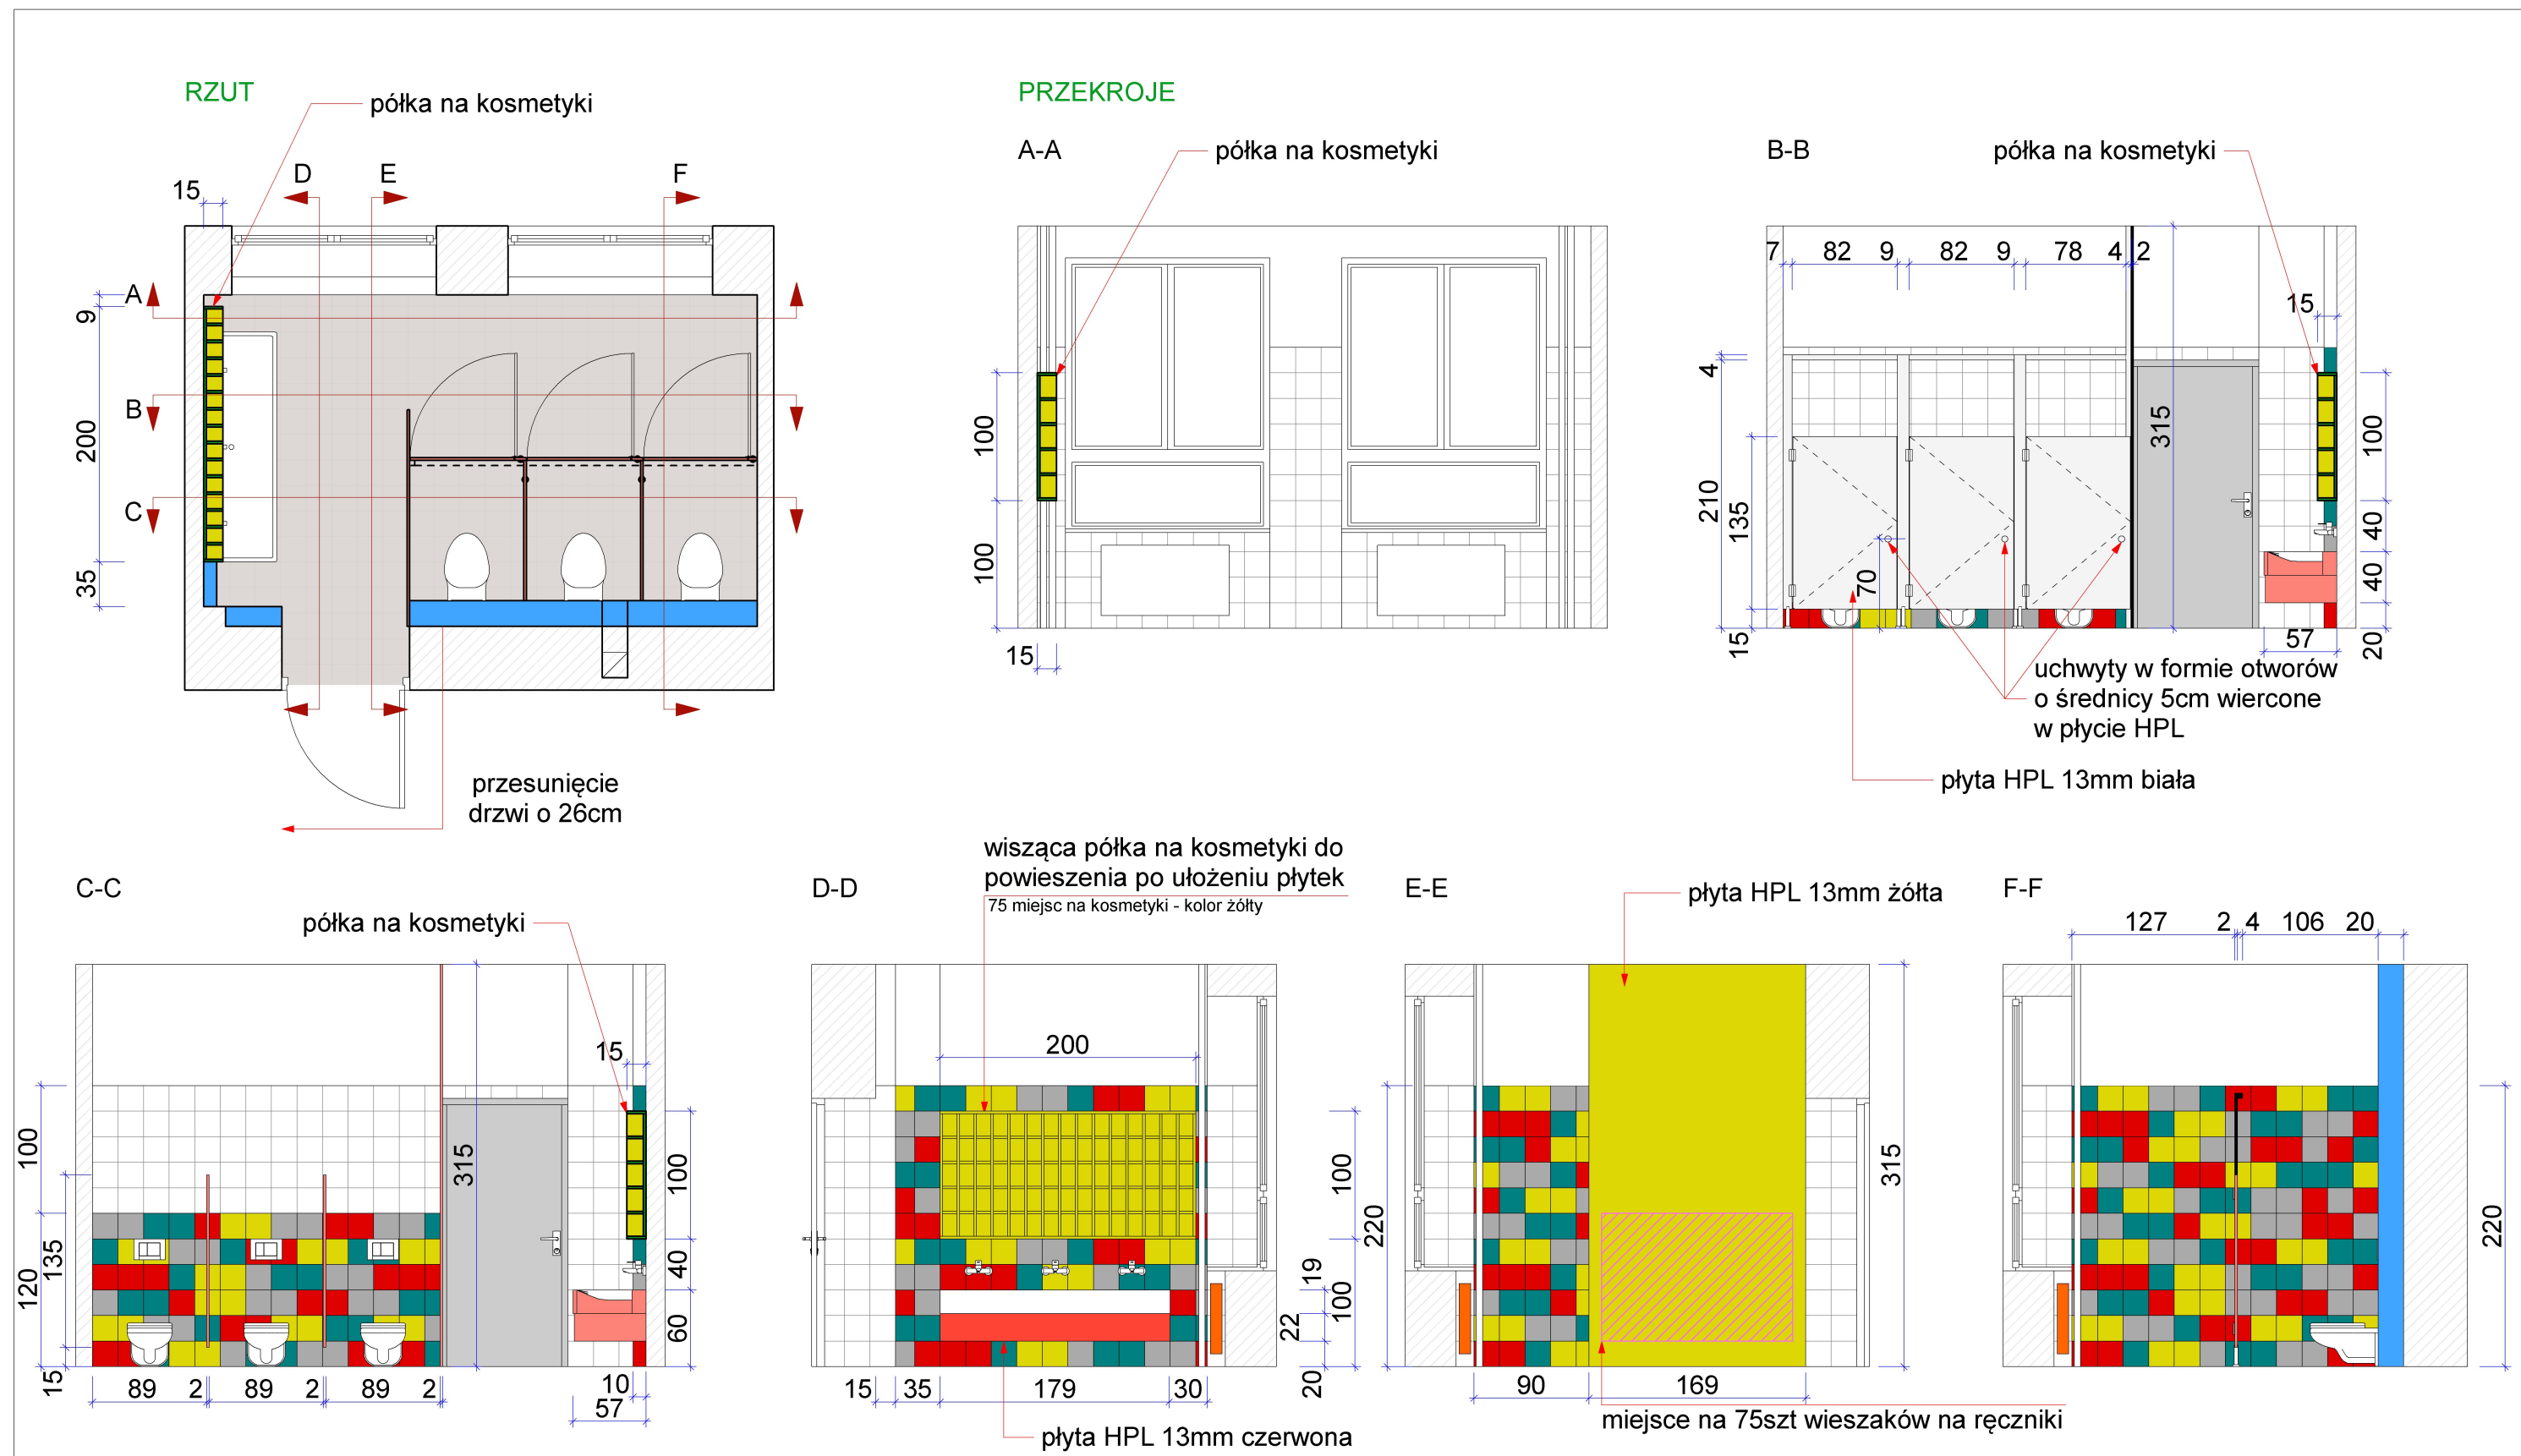 RZUT
półka na kosmetyki
D
E
F
15
A
9
B
200
C
35
przesunięcie
drzwi o 26cm
PRZEKROJE
A-A
półka na kosmetyki
100
100
15
B-B
półka na kosmetyki
7 82 9 82 9 78 4 2
15
4
315
100
210
135
40
70
40
15
57
20
uchwyty w formie otworów
o średnicy 5cm wiercone
w płycie HPL
płyta HPL 13mm biała
C-C
półka na kosmetyki
15
100
315
100
135
120
40
60
15
89 2 89 2 89 2
10
57
D-D
wisząca półka na kosmetyki do
powieszenia po ułożeniu płytek
75 miejsc na kosmetyki - kolor żółty
200
100
19
100
22
20
15 35 179 30
płyta HPL 13mm czerwona
E-E
płyta HPL 13mm żółta
220
315
90 169
miejsce na 75szt wieszaków na ręczniki
F-F
127 2 4 106 20
220